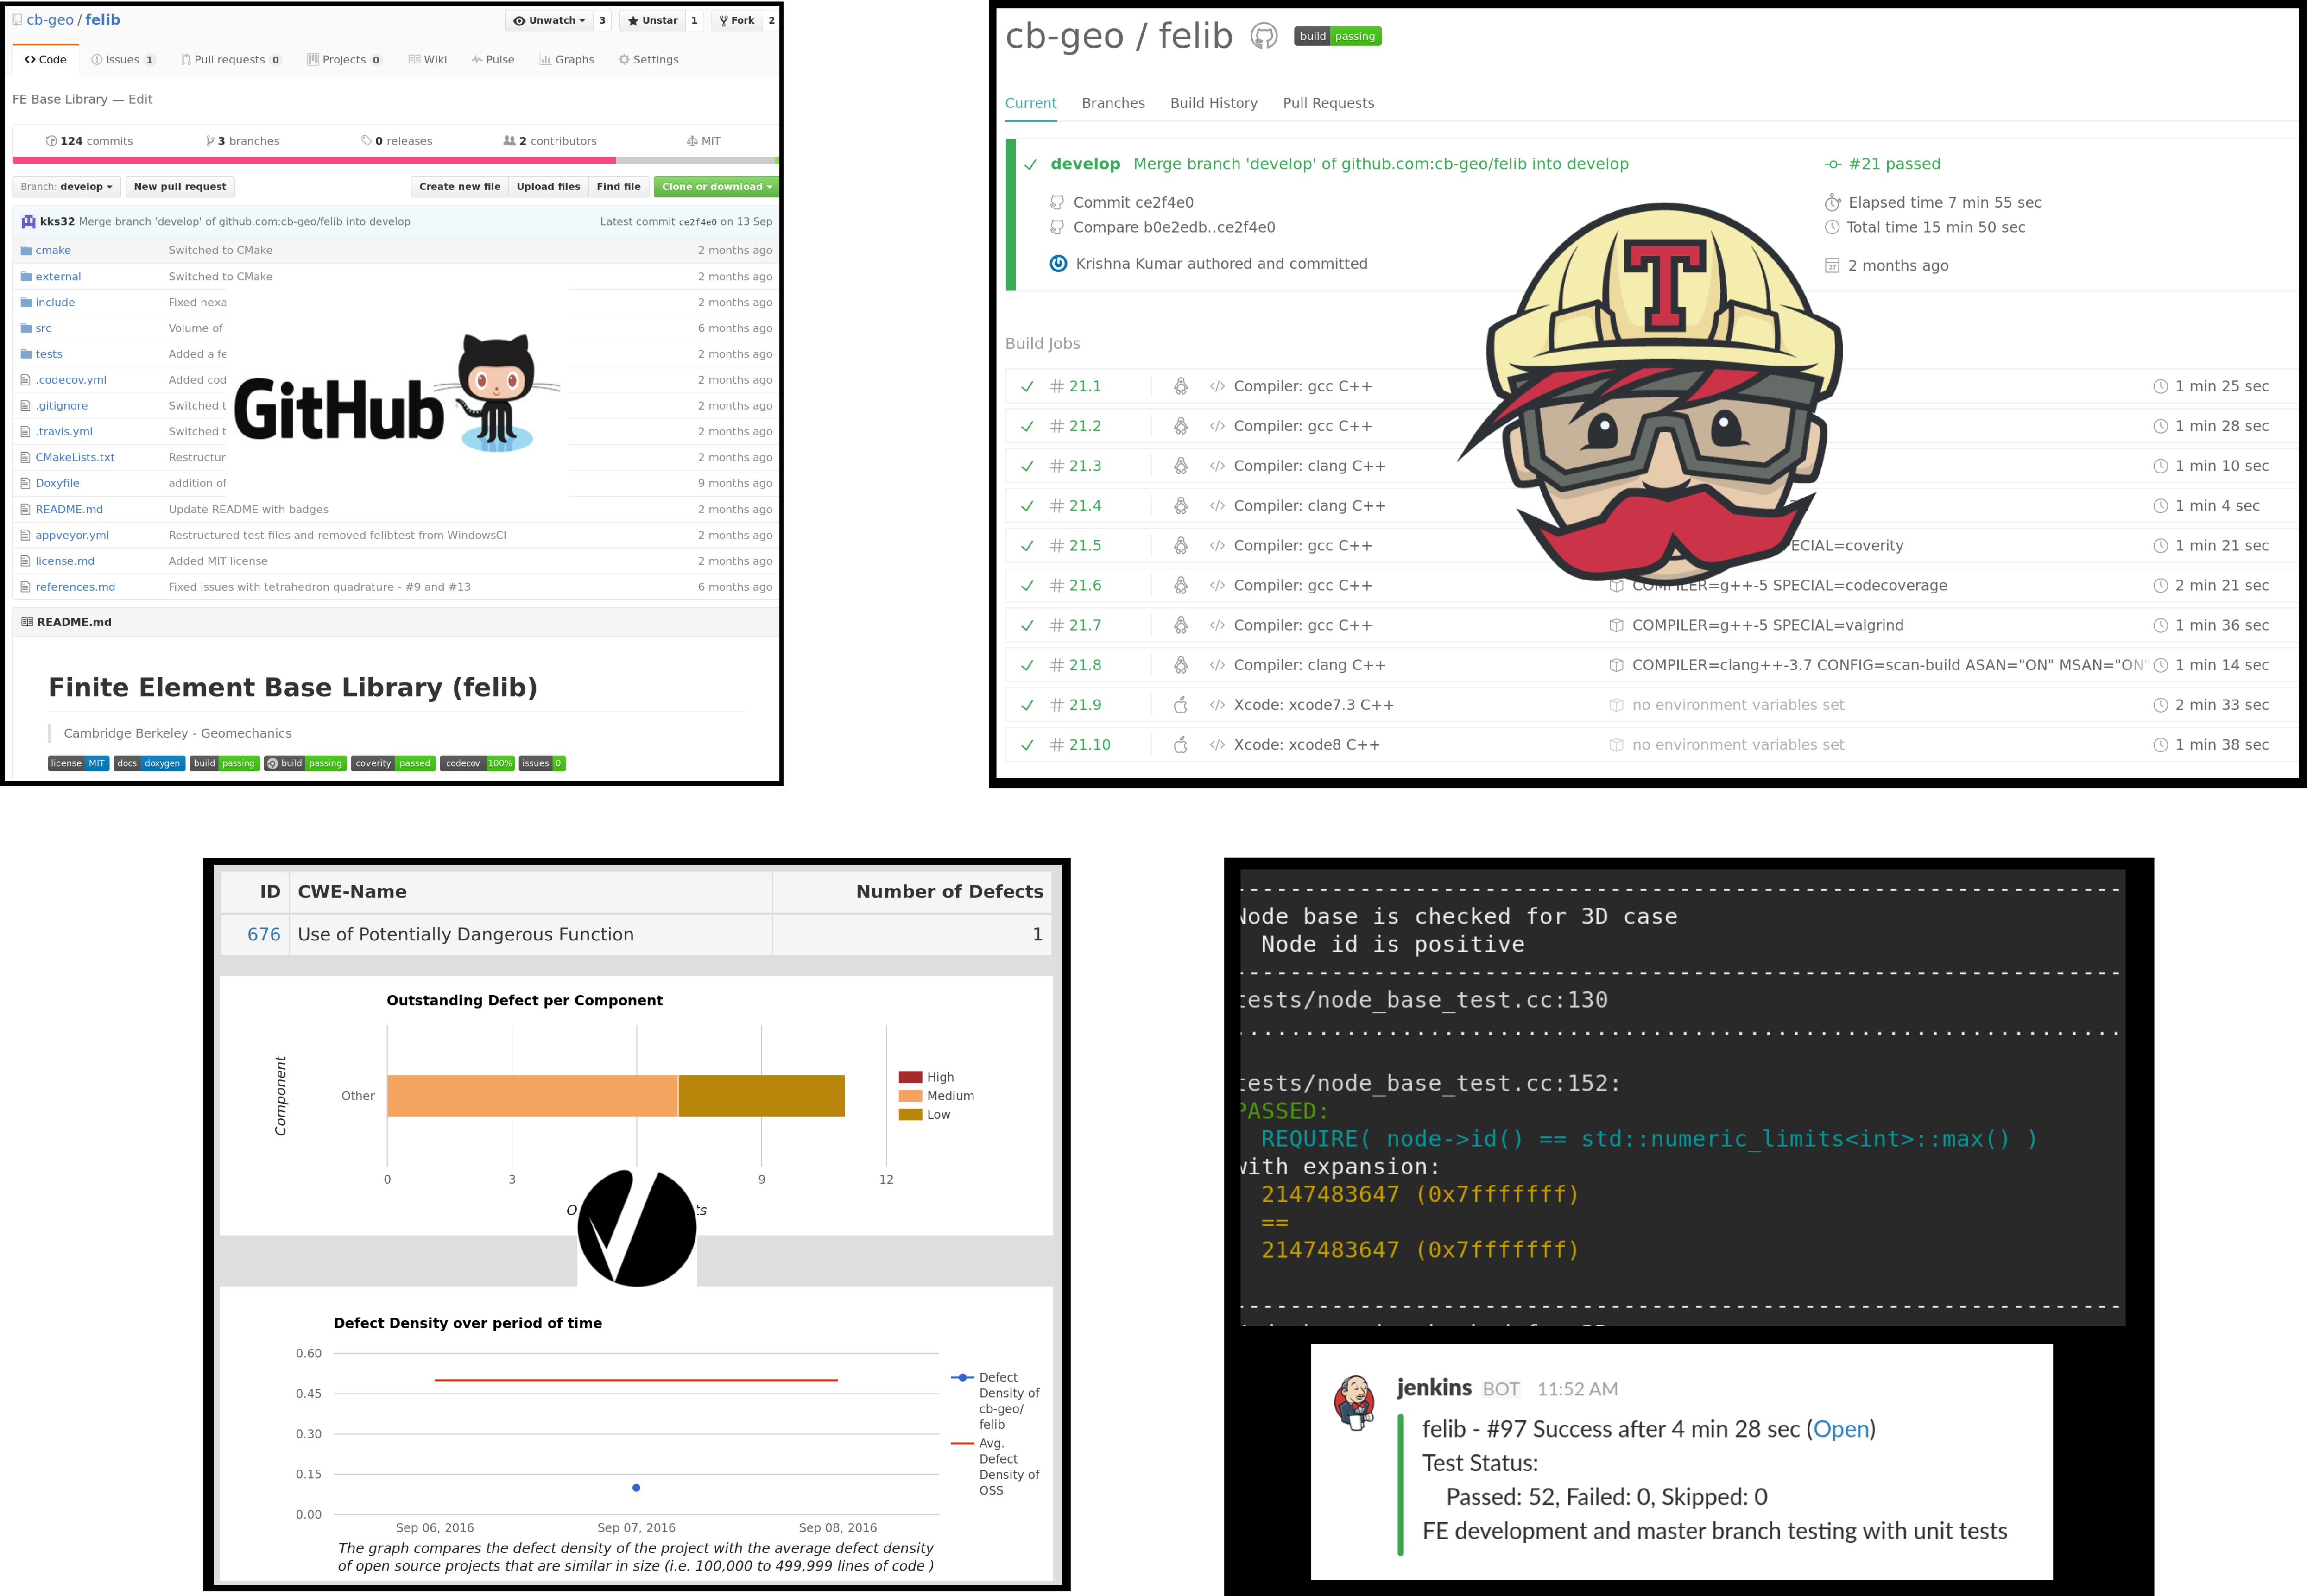 cb-geo / felib
Unwatch 3 Unstar 1 Fork 2
Code Issues 1 Pull requests 0 Projects 0 Wiki Pulse Graphs Settings
FE Base Library — Edit
124 commits 3 branches 0 releases 2 contributors MIT
Branch: develop New pull request Create new file Upload files Find file Clone or download
kks32 Merge branch 'develop' of github.com:cb-geo/felib into develop Latest commit ce2f4e0 on 13 Sep
cmake Switched to CMake 2 months ago
external Switched to CMake 2 months ago
include Fixed hexa 2 months ago
src Volume of 6 months ago
tests Added a fe 2 months ago
.codecov.yml Added cod 2 months ago
.gitignore Switched t 2 months ago
.travis.yml Switched t 2 months ago
CMakeLists.txt Restructur 2 months ago
Doxyfile addition of 9 months ago
README.md Update README with badges 2 months ago
appveyor.yml Restructured test files and removed felibtest from WindowsCI 2 months ago
license.md Added MIT license 2 months ago
references.md Fixed issues with tetrahedron quadrature - #9 and #13 6 months ago
GitHub
README.md
Finite Element Base Library (felib)
Cambridge Berkeley - Geomechanics
license MIT docs doxygen build passing build passing coverity passed codecov 100% issues 0
cb-geo / felib build passing
Current Branches Build History Pull Requests
develop Merge branch 'develop' of github.com:cb-geo/felib into develop #21 passed
Commit ce2f4e0 Elapsed time 7 min 55 sec
Compare b0e2edb..ce2f4e0 Total time 15 min 50 sec
Krishna Kumar authored and committed 2 months ago
T
Build Jobs
# 21.1 Compiler: gcc C++ 1 min 25 sec
# 21.2 Compiler: gcc C++ 1 min 28 sec
# 21.3 Compiler: clang C++ 1 min 10 sec
# 21.4 Compiler: clang C++ 1 min 4 sec
# 21.5 Compiler: gcc C++ PECIAL=coverity 1 min 21 sec
# 21.6 Compiler: gcc C++ COMPILER=g++-5 SPECIAL=codecoverage 2 min 21 sec
# 21.7 Compiler: gcc C++ COMPILER=g++-5 SPECIAL=valgrind 1 min 36 sec
# 21.8 Compiler: clang C++ COMPILER=clang++-3.7 CONFIG=scan-build ASAN="ON" MSAN="ON" 1 min 14 sec
# 21.9 Xcode: xcode7.3 C++ no environment variables set 2 min 33 sec
# 21.10 Xcode: xcode8 C++ no environment variables set 1 min 38 sec
ID CWE-Name Number of Defects
676 Use of Potentially Dangerous Function 1
Outstanding Defect per Component
Component
Other
High
Medium
Low
0 3 9 12
O ts
Defect Density over period of time
0.60
0.45
0.30
0.15
0.00
Sep 06, 2016 Sep 07, 2016 Sep 08, 2016
Defect
Density of
cb-geo/
felib
Avg.
Defect
Density of
OSS
The graph compares the defect density of the project with the average defect density
of open source projects that are similar in size (i.e. 100,000 to 499,999 lines of code )
Node base is checked for 3D case
Node id is positive
tests/node_base_test.cc:130
tests/node_base_test.cc:152:
PASSED:
REQUIRE( node->id() == std::numeric_limits<int>::max() )
with expansion:
2147483647 (0x7fffffff)
==
2147483647 (0x7fffffff)
jenkins BOT 11:52 AM
felib - #97 Success after 4 min 28 sec (Open)
Test Status:
Passed: 52, Failed: 0, Skipped: 0
FE development and master branch testing with unit tests